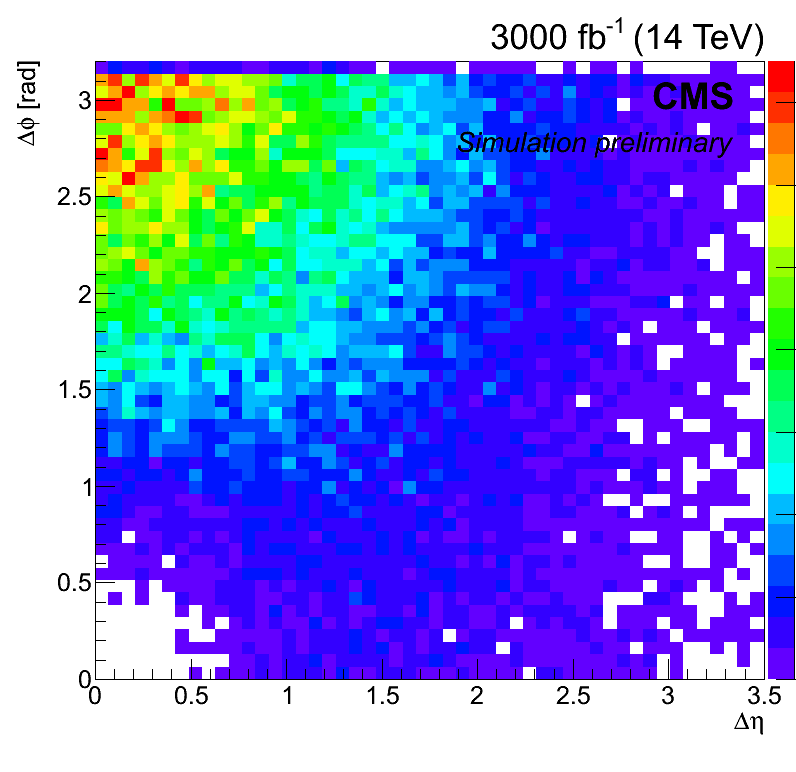 3000 fb-1 (14 TeV)
Δφ [rad]
CMS
Simulation preliminary
3
2.5
2
1.5
1
0.5
0
0 0.5 1 1.5 2 2.5 3 3.5
Δη